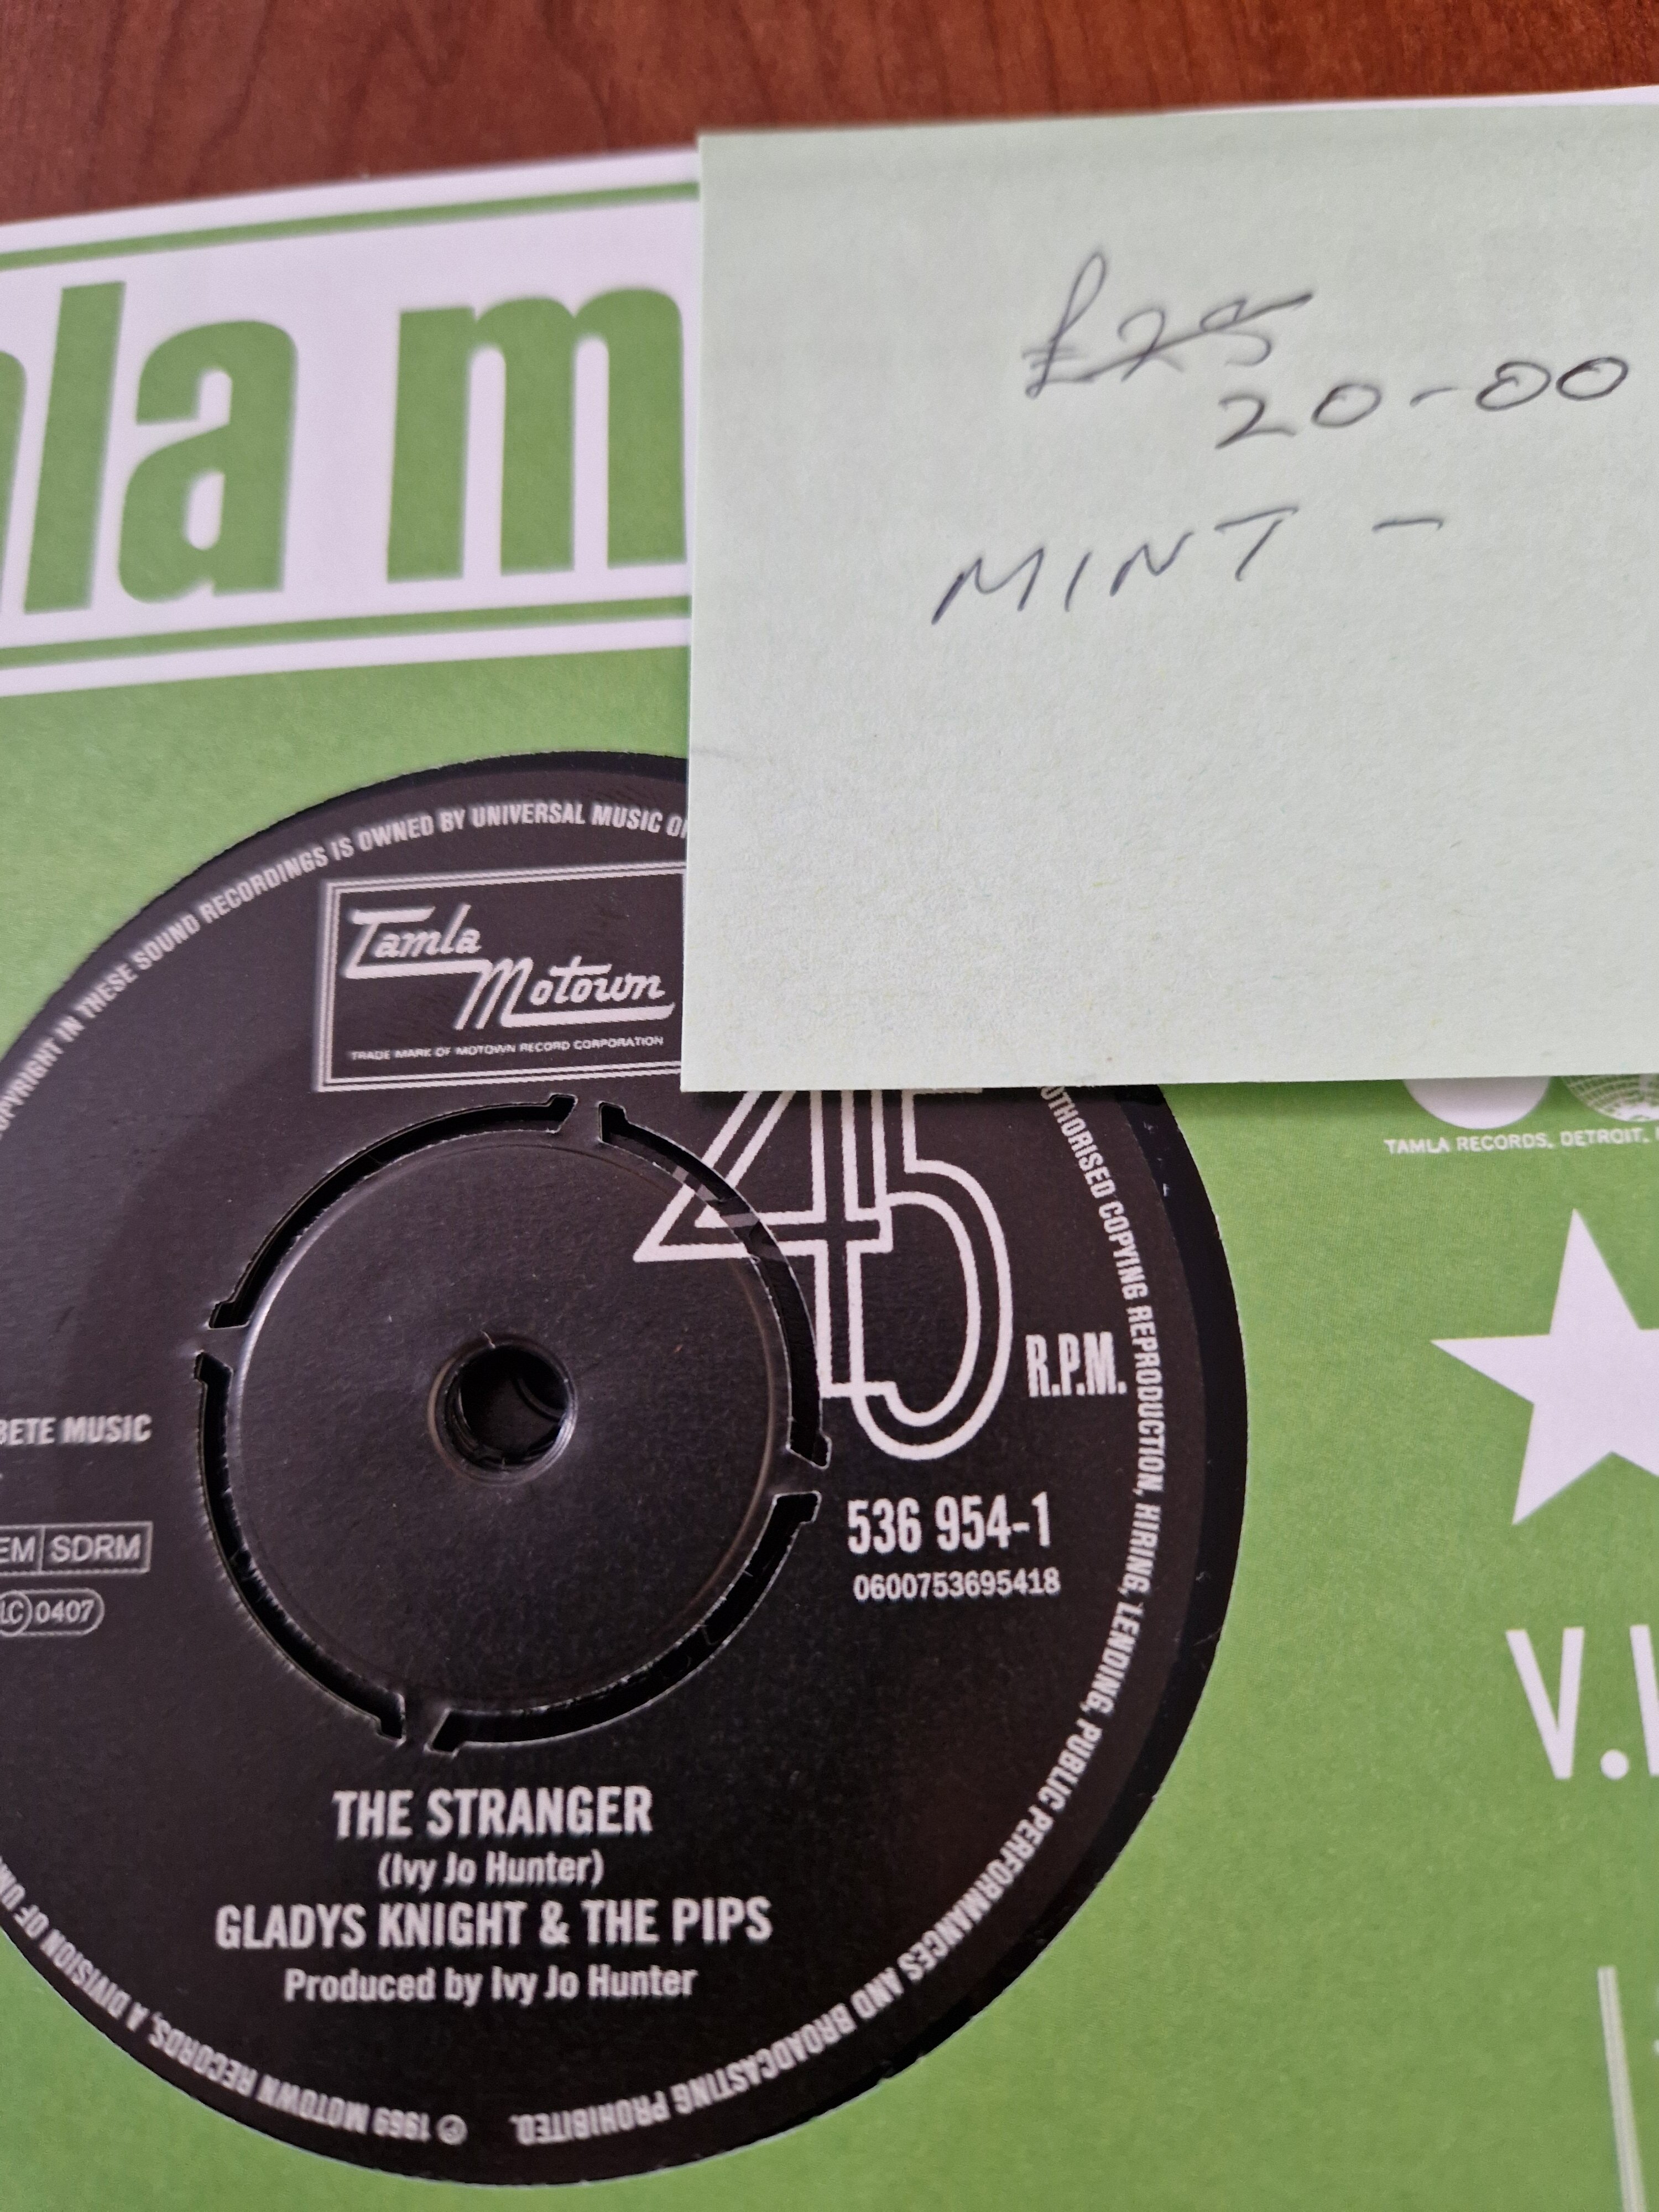 la m
£25
20-00
MINT -
COPYRIGHT IN THESE SOUND RECORDINGS IS OWNED BY UNIVERSAL MUSIC
Tamla
Motown
TRADE MARK OF MOTOWN RECORD CORPORATION
45
R.P.M.
TAMLA RECORDS, DETROIT,
BETE MUSIC
SDRM
LC 0407
536 954-1
0600753695418
V.
THE STRANGER
(Ivy Jo Hunter)
GLADYS KNIGHT & THE PIPS
Produced by Ivy Jo Hunter
AUTHORISED COPYING REPRODUCTION, HIRING, LENDING, PUBLIC PERFORMANCES AND BROADCASTING PROHIBITED.
℗ 1969 MOTOWN RECORDS, A DIVISION OF